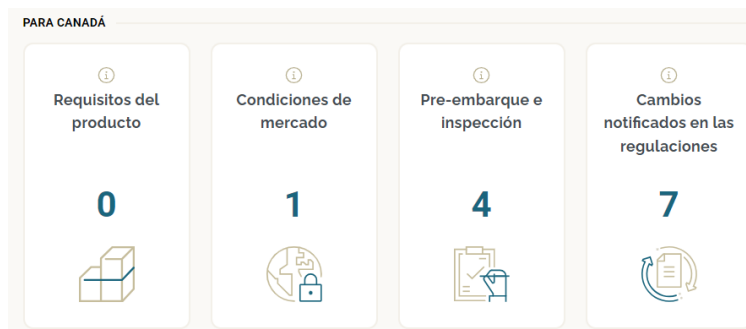 PARA CANADÁ
Requisitos del
producto
0
Condiciones de
mercado
1
Pre-embarque e
inspección
4
Cambios
notificados en las
regulaciones
7